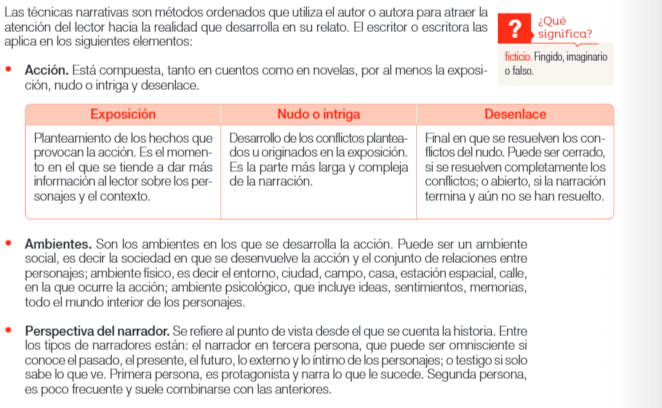 Las técnicas narrativas son métodos ordenados que utiliza el autor o autora para atraer la
atención del lector hacia la realidad que desarrolla en su relato. El escritor o escritora las
aplica en los siguientes elementos:
?
¿Qué
significa?
ficticio. Fingido, imaginario
o falso.
• Acción. Está compuesta, tanto en cuentos como en novelas, por al menos la exposi-
ción, nudo o intriga y desenlace.
Exposición
Planteamiento de los hechos que
provocan la acción. Es el momen-
to en el que se tiende a dar más
información al lector sobre los per-
sonajes y el contexto.
Nudo o intriga
Desarrollo de los conflictos plantea-
dos u originados en la exposición.
Es la parte más larga y compleja
de la narración.
Desenlace
Final en que se resuelven los con-
flictos del nudo. Puede ser cerrado,
si se resuelven completamente los
conflictos; o abierto, si la narración
termina y aún no se han resuelto.
• Ambientes. Son los ambientes en los que se desarrolla la acción. Puede ser un ambiente
social, es decir la sociedad en que se desenvuelve la acción y el conjunto de relaciones entre
personajes; ambiente físico, es decir el entorno, ciudad, campo, casa, estación espacial, calle,
en la que ocurre la acción; ambiente psicológico, que incluye ideas, sentimientos, memorias,
todo el mundo interior de los personajes.
• Perspectiva del narrador. Se refiere al punto de vista desde el que se cuenta la historia. Entre
los tipos de narradores están: el narrador en tercera persona, que puede ser omnisciente si
conoce el pasado, el presente, el futuro, lo externo y lo íntimo de los personajes; o testigo si solo
sabe lo que ve. Primera persona, es protagonista y narra lo que le sucede. Segunda persona,
es poco frecuente y suele combinarse con las anteriores.